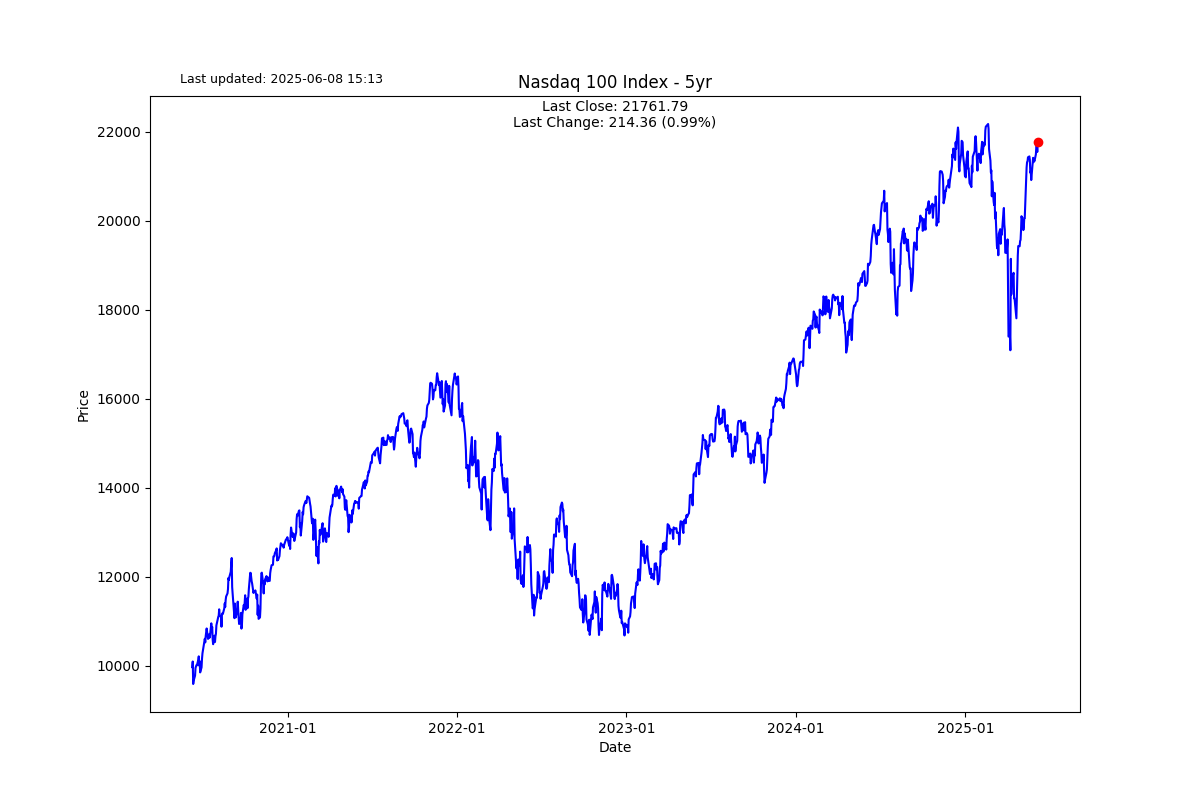 Last updated: 2025-06-08 15:13
Nasdaq 100 Index - 5yr
Last Close: 21761.79
Last Change: 214.36 (0.99%)
22000
20000
18000
16000
14000
12000
10000
Price
2021-01
2022-01
2023-01
2024-01
2025-01
Date